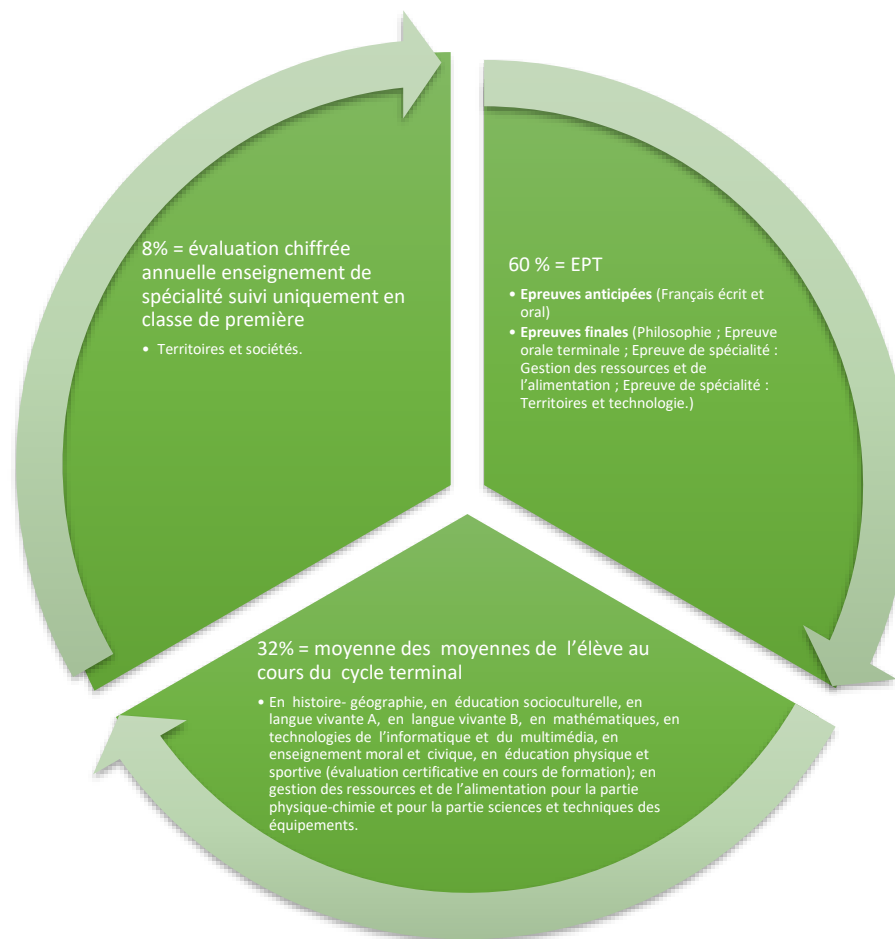 8% = évaluation chiffrée
annuelle enseignement de
spécialité suivi uniquement en
classe de première
• Territoires et sociétés.
60 % = EPT
• Epreuves anticipées (Français écrit et
oral)
• Epreuves finales (Philosophie ; Epreuve
orale terminale ; Epreuve de spécialité :
Gestion des ressources et de
l'alimentation ; Epreuve de spécialité :
Territoires et technologie.)
32% = moyenne des moyennes de l'élève au
cours du cycle terminal
• En histoire- géographie, en éducation socioculturelle, en
langue vivante A, en langue vivante B, en mathématiques, en
technologies de l'informatique et du multimédia, en
enseignement moral et civique, en éducation physique et
sportive (évaluation certificative en cours de formation); en
gestion des ressources et de l'alimentation pour la partie
physique-chimie et pour la partie sciences et techniques des
équipements.